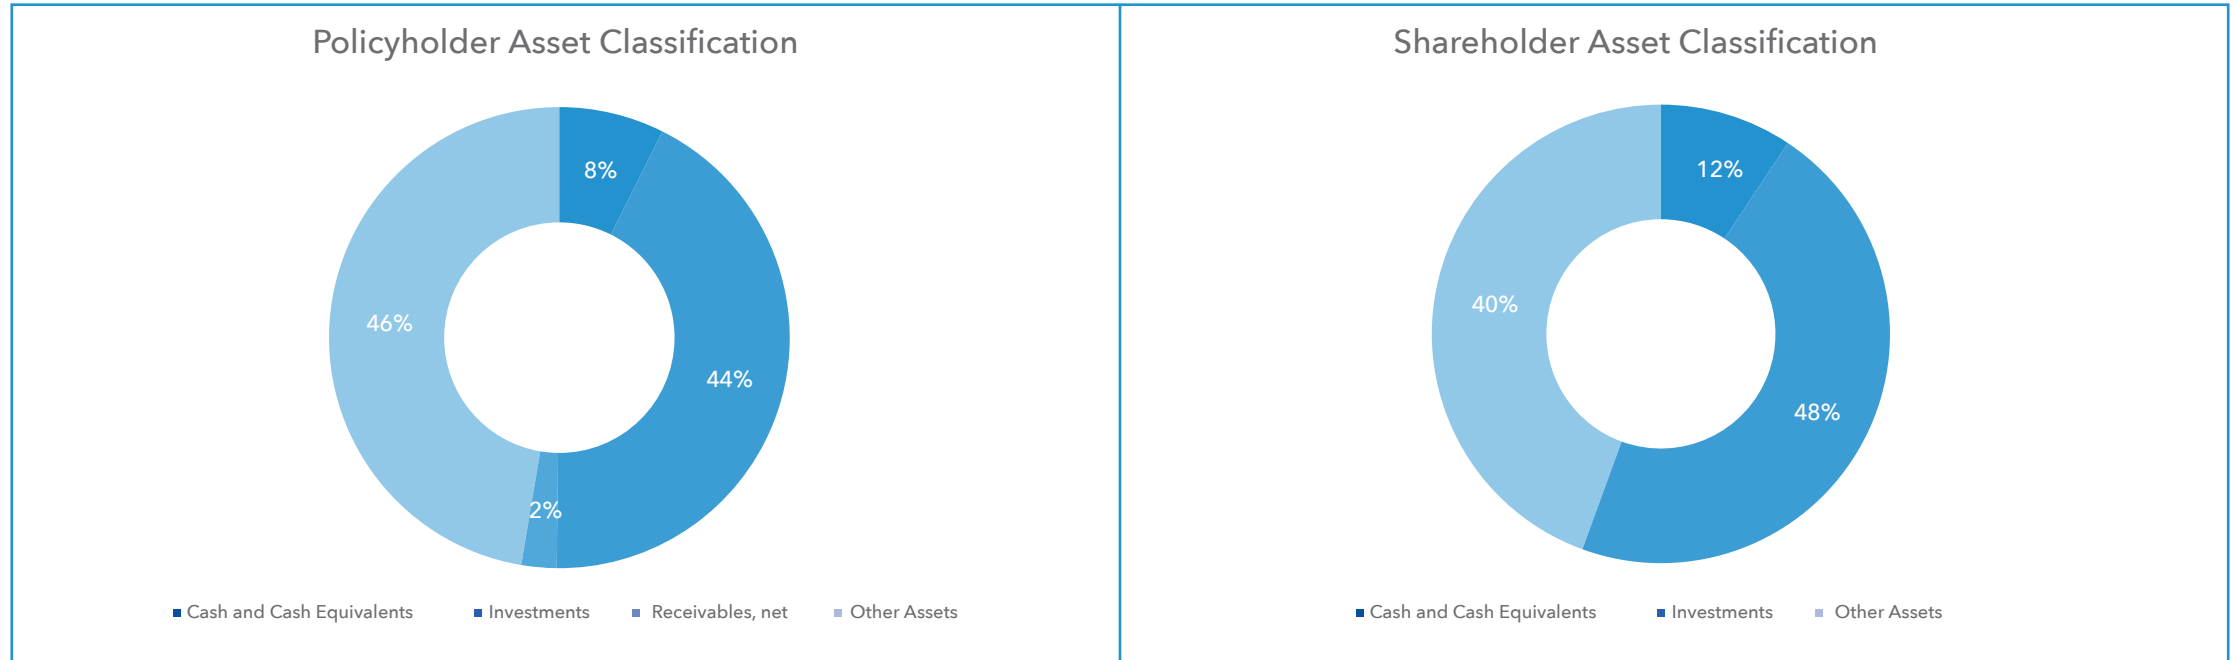 Policyholder Asset Classification
8%
44%
2%
46%
Cash and Cash Equivalents
Investments
Receivables, net
Other Assets
Shareholder Asset Classification
12%
48%
40%
Cash and Cash Equivalents
Investments
Other Assets